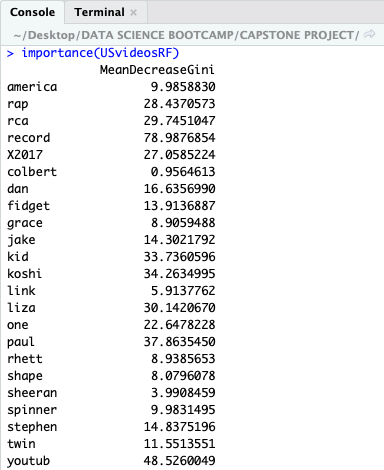 Console Terminal ×
~/Desktop/DATA SCIENCE BOOTCAMP/CAPSTONE PROJECT/
> importance(USvideosRF)
MeanDecreaseGini
america 9.9858830
rap 28.4370573
rca 29.7451047
record 78.9876854
X2017 27.0585224
colbert 0.9564613
dan 16.6356990
fidget 13.9136887
grace 8.9059488
jake 14.3021792
kid 33.7360596
koshi 34.2634995
link 5.9137762
liza 30.1420670
one 22.6478228
paul 37.8635450
rhett 8.9385653
shape 8.0796078
sheeran 3.9908459
spinner 9.9831495
stephen 14.8375196
twin 11.5513551
youtub 48.5260049